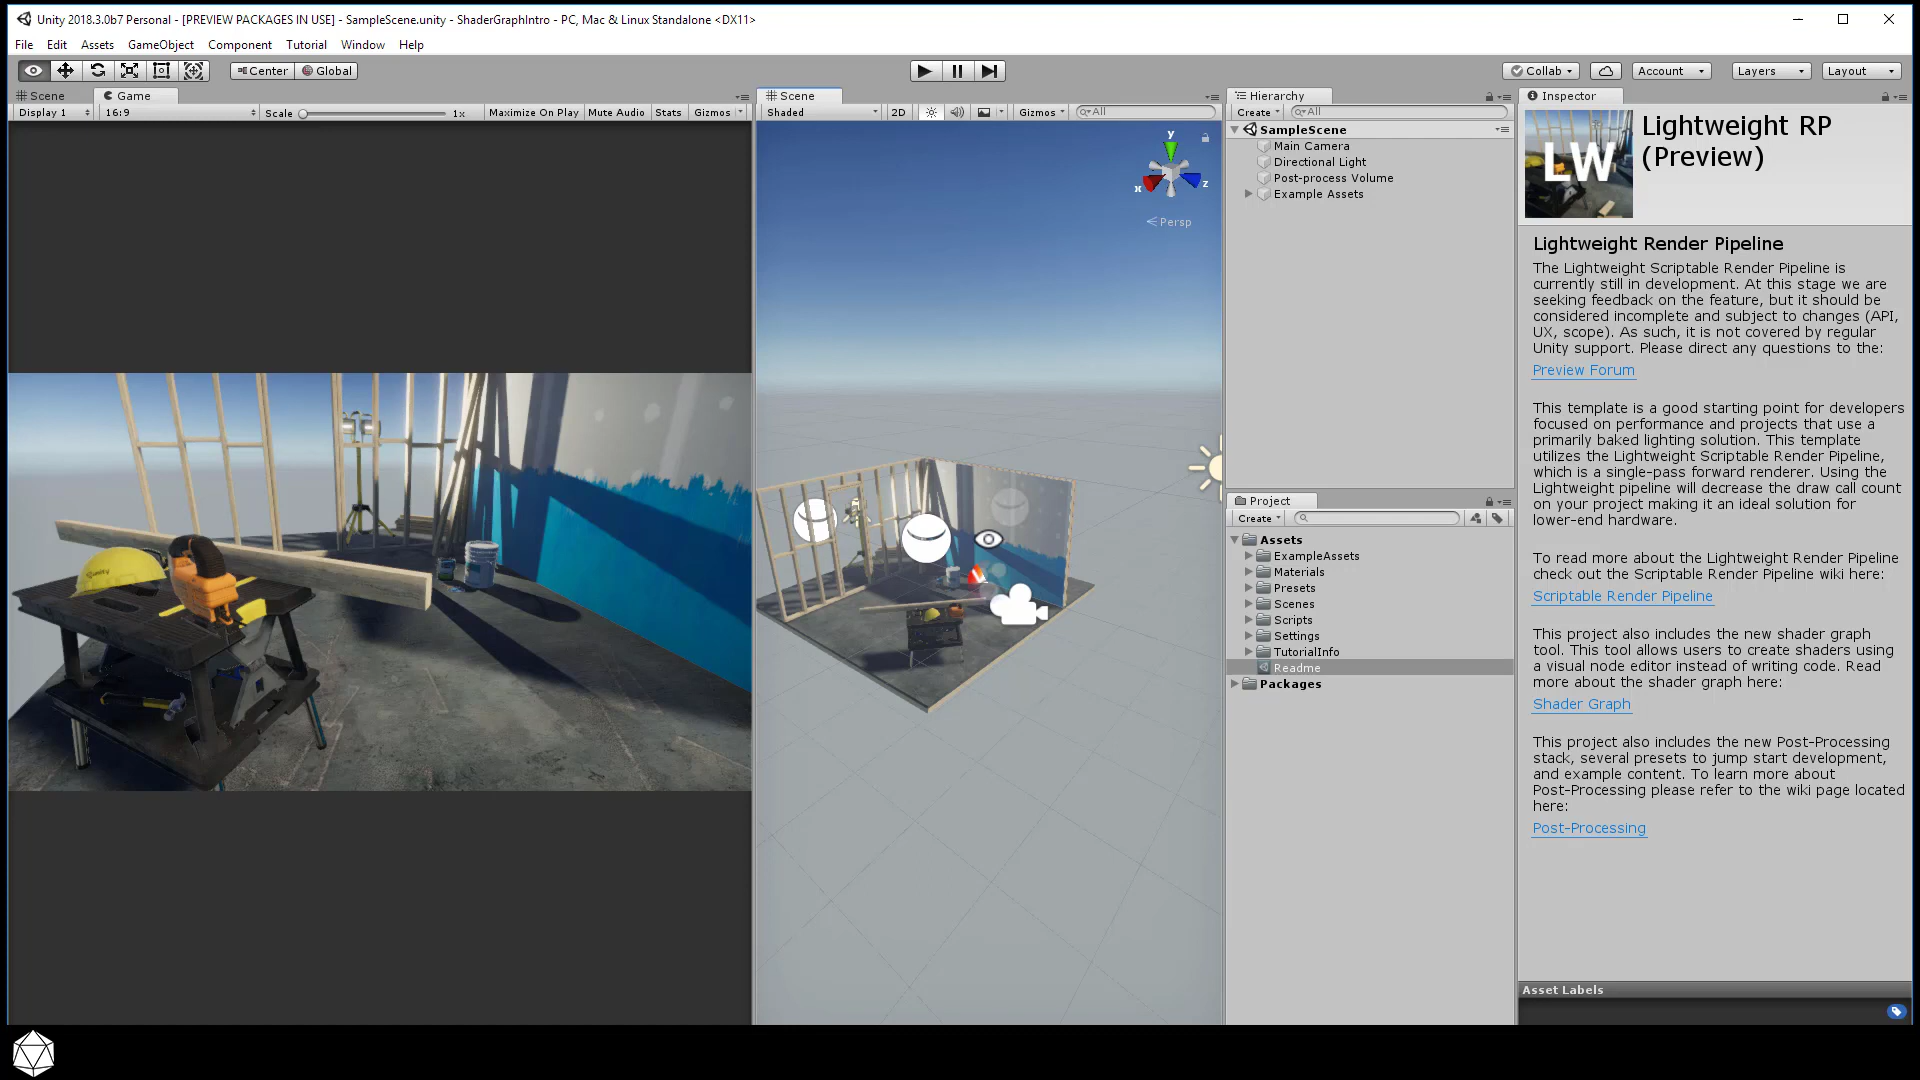 Unity 2018.3.0b7 Personal - [PREVIEW PACKAGES IN USE] - SampleScene.unity - ShaderGraphIntro - PC, Mac & Linux Standalone <DX11>
File Edit Assets GameObject Component Tutorial Window Help
Center Global Collab Account Layers Layout
Scene Game
Display 1 16:9 Scale 1x Maximize On Play Mute Audio Stats Gizmos
Scene
Shaded 2D Gizmos All
y
x
z
Persp
Hierarchy
Create All
SampleScene
Main Camera
Directional Light
Post-process Volume
Example Assets
Project
Create
Assets
ExampleAssets
Materials
Presets
Scenes
Scripts
Settings
TutorialInfo
Readme
Packages
Inspector
LW
Lightweight RP
(Preview)
Lightweight Render Pipeline
The Lightweight Scriptable Render Pipeline is
currently still in development. At this stage we are
seeking feedback on the feature, but it should be
considered incomplete and subject to changes (API,
UX, scope). As such, it is not covered by regular
Unity support. Please direct any questions to the:
Preview Forum
This template is a good starting point for developers
focused on performance and projects that use a
primarily baked lighting solution. This template
utilizes the Lightweight Scriptable Render Pipeline,
which is a single-pass forward renderer. Using the
Lightweight pipeline will decrease the draw call count
on your project making it an ideal solution for
lower-end hardware.
To read more about the Lightweight Render Pipeline
check out the Scriptable Render Pipeline wiki here:
Scriptable Render Pipeline
This project also includes the new shader graph
tool. This tool allows users to create shaders using
a visual node editor instead of writing code. Read
more about the shader graph here:
Shader Graph
This project also includes the new Post-Processing
stack, several presets to jump start development,
and example content. To learn more about
Post-Processing please refer to the wiki page located
here:
Post-Processing
Asset Labels